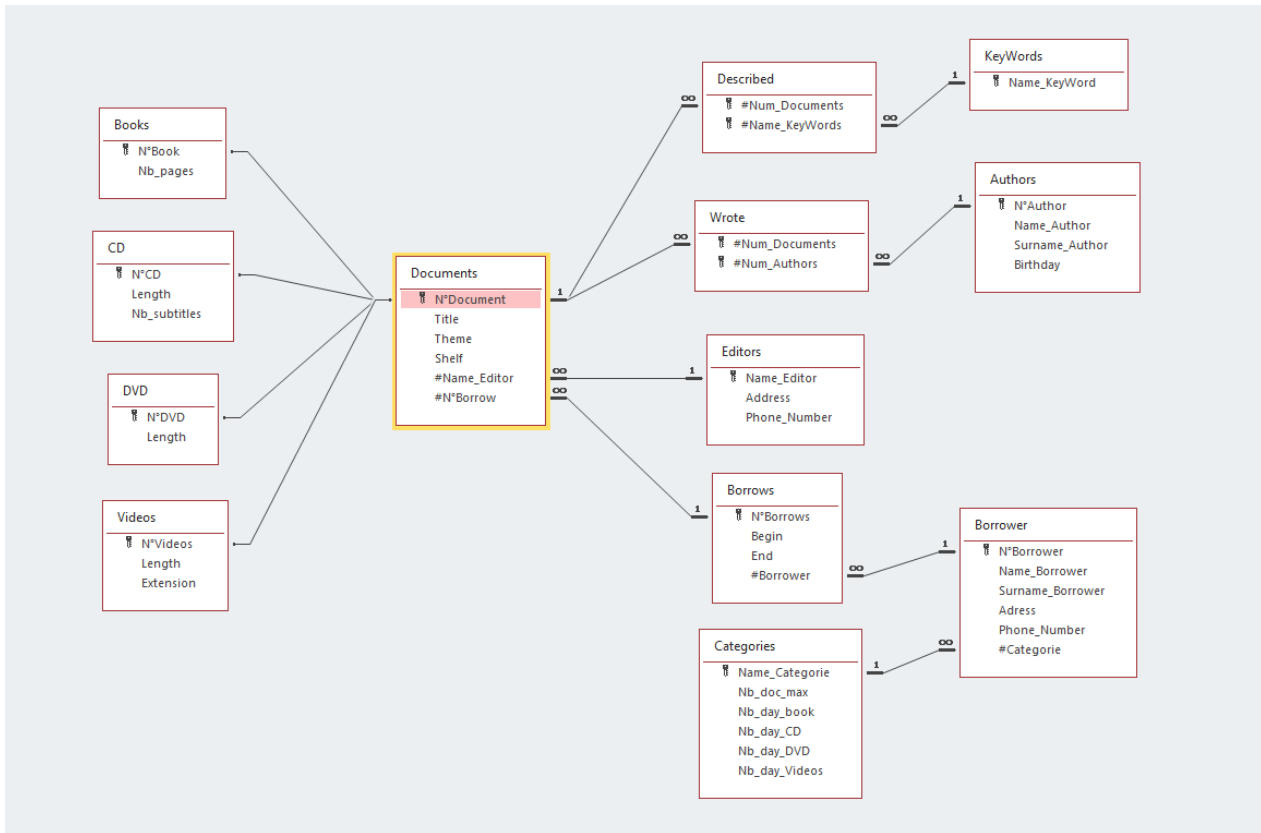 Books
N°Book
Nb_pages
CD
N°CD
Length
Nb_subtitles
DVD
N°DVD
Length
Videos
N°Videos
Length
Extension
Documents
N°Document
Title
Theme
Shelf
#Name_Editor
#N°Borrow
1
∞
∞
Described
#Num_Documents
#Name_KeyWords
∞
∞
1
KeyWords
Name_KeyWord
Wrote
#Num_Documents
#Num_Authors
∞
∞
1
Authors
N°Author
Name_Author
Surname_Author
Birthday
1
Editors
Name_Editor
Address
Phone_Number
1
Borrows
N°Borrows
Begin
End
#Borrower
∞
1
Borrower
N°Borrower
Name_Borrower
Surname_Borrower
Adress
Phone_Number
#Categorie
∞
1
Categories
Name_Categorie
Nb_doc_max
Nb_day_book
Nb_day_CD
Nb_day_DVD
Nb_day_Videos